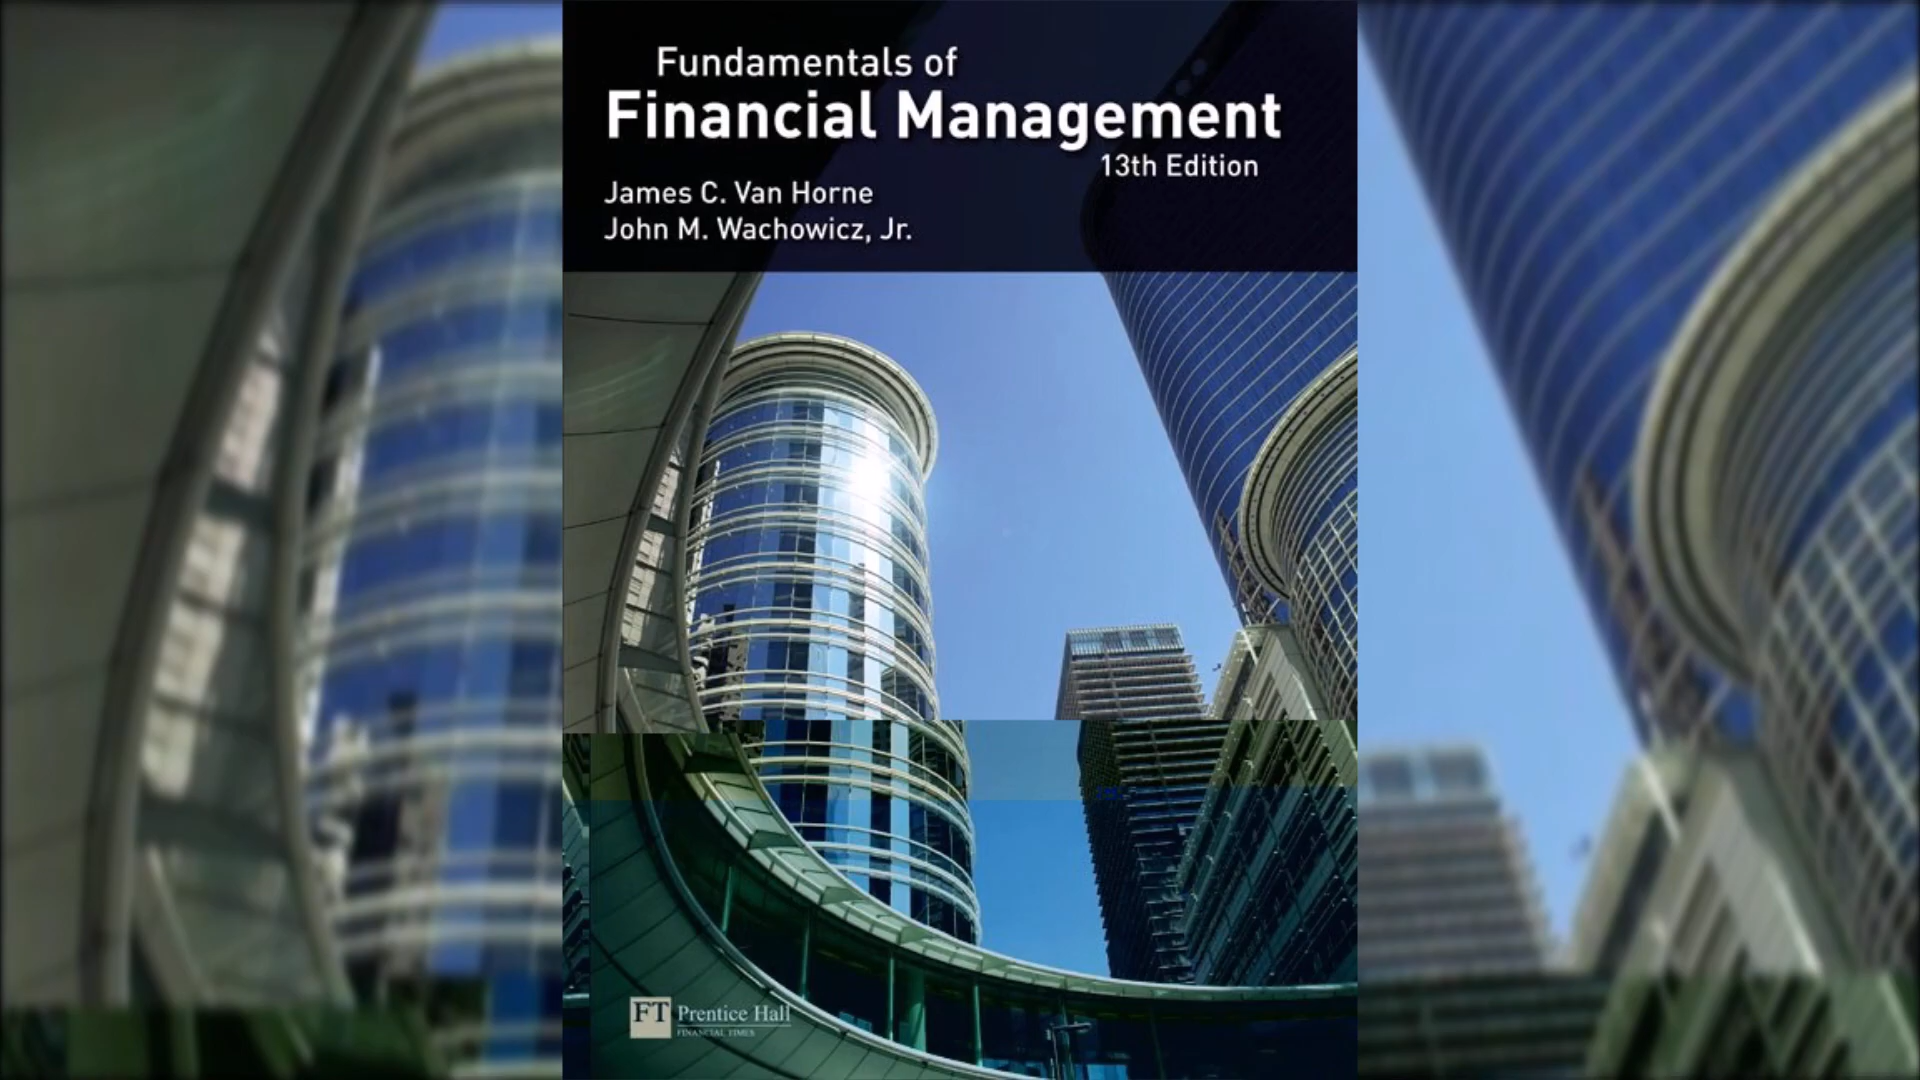 Fundamentals of
Financial Management
13th Edition
James C. Van Horne
John M. Wachowicz, Jr.
FT Prentice Hall
FINANCIAL TIMES